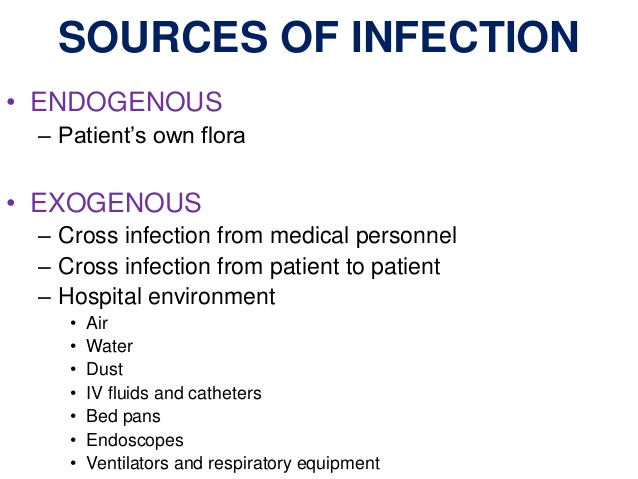 SOURCES OF INFECTION
• ENDOGENOUS
– Patient’s own flora
• EXOGENOUS
– Cross infection from medical personnel
– Cross infection from patient to patient
– Hospital environment
• Air
• Water
• Dust
• IV fluids and catheters
• Bed pans
• Endoscopes
• Ventilators and respiratory equipment